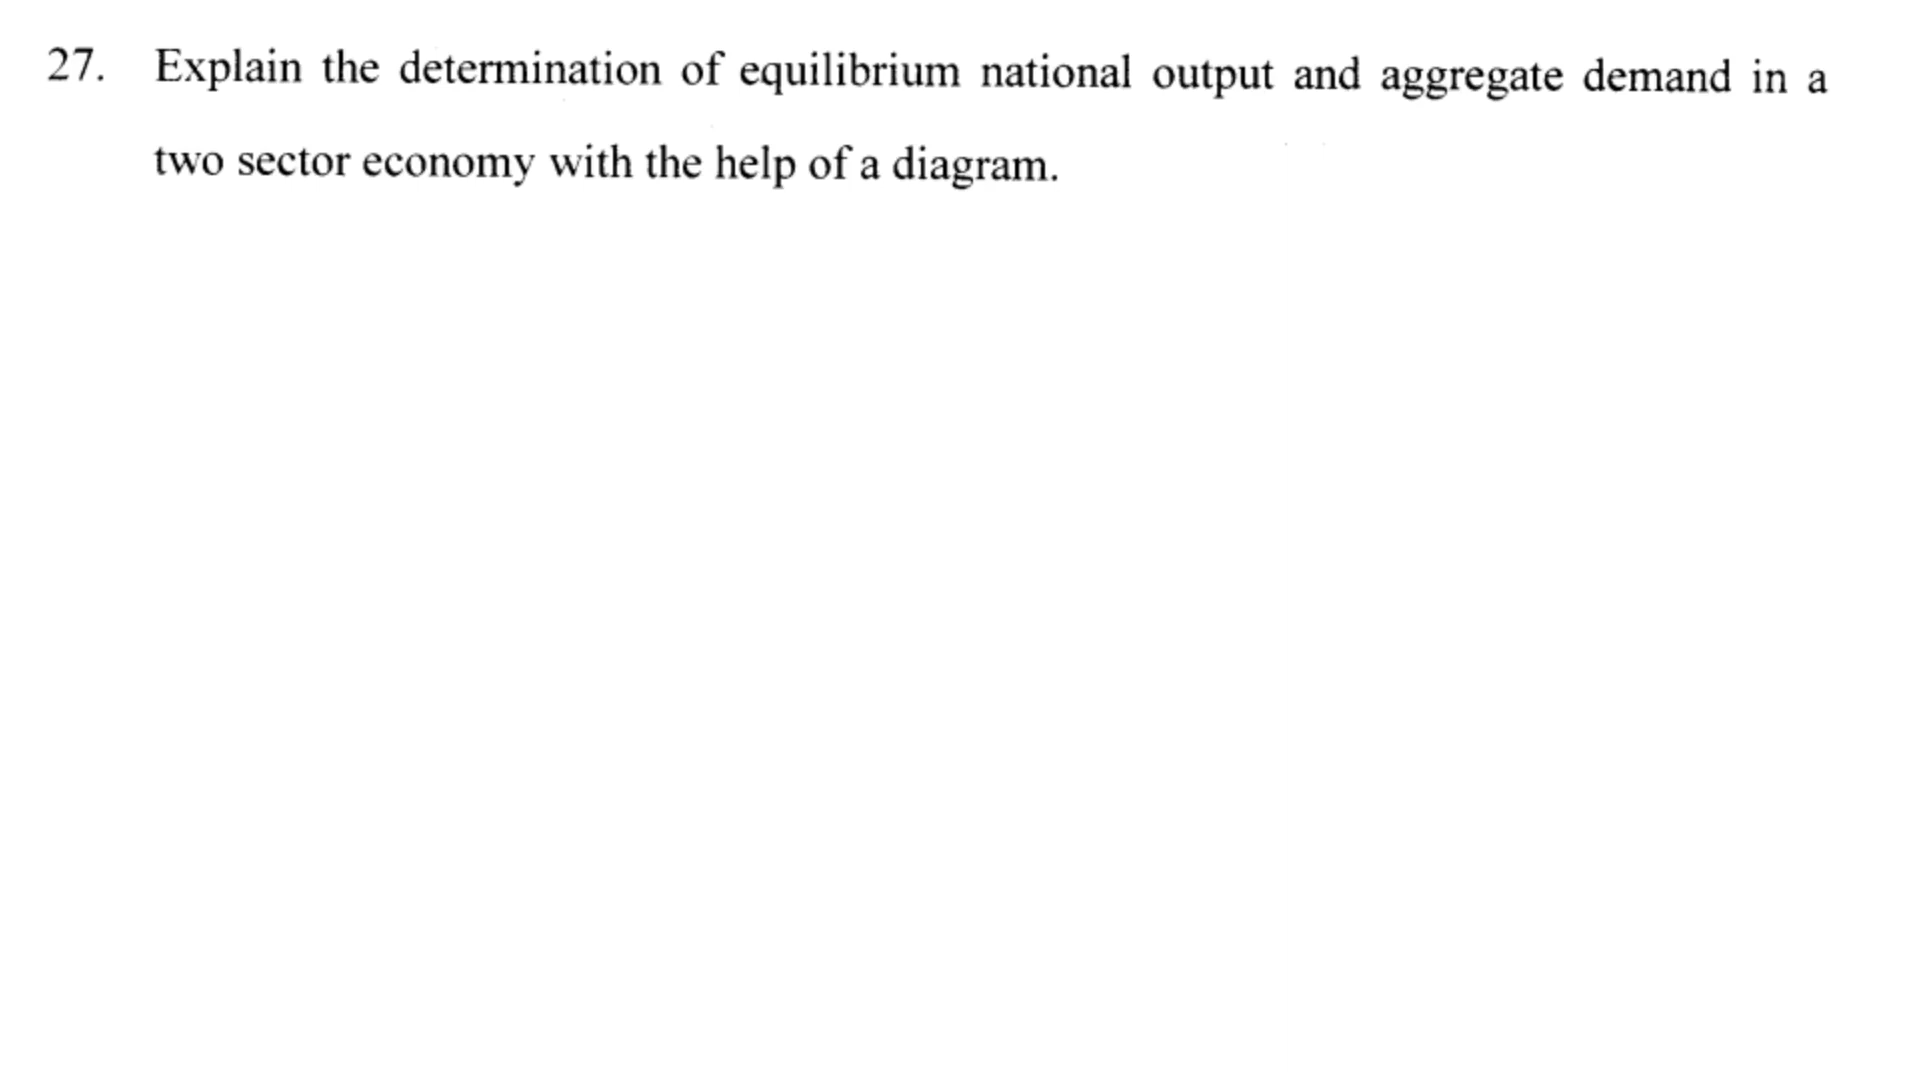 27. Explain the determination of equilibrium national output and aggregate demand in a
two sector economy with the help of a diagram.